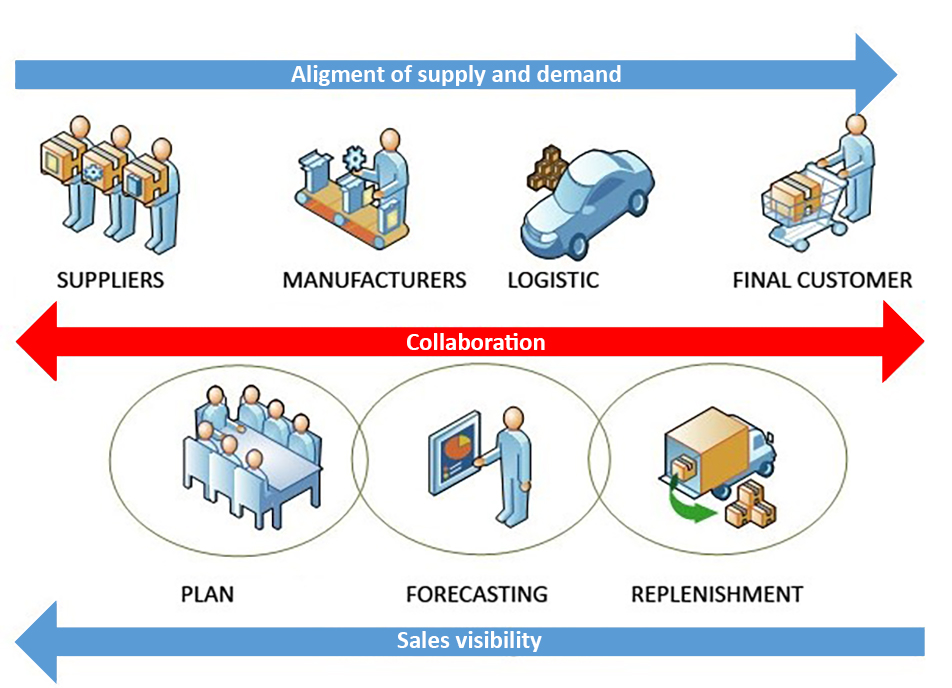 Aligment of supply and demand
SUPPLIERS
MANUFACTURERS
LOGISTIC
FINAL CUSTOMER
Collaboration
PLAN
FORECASTING
REPLENISHMENT
Sales visibility